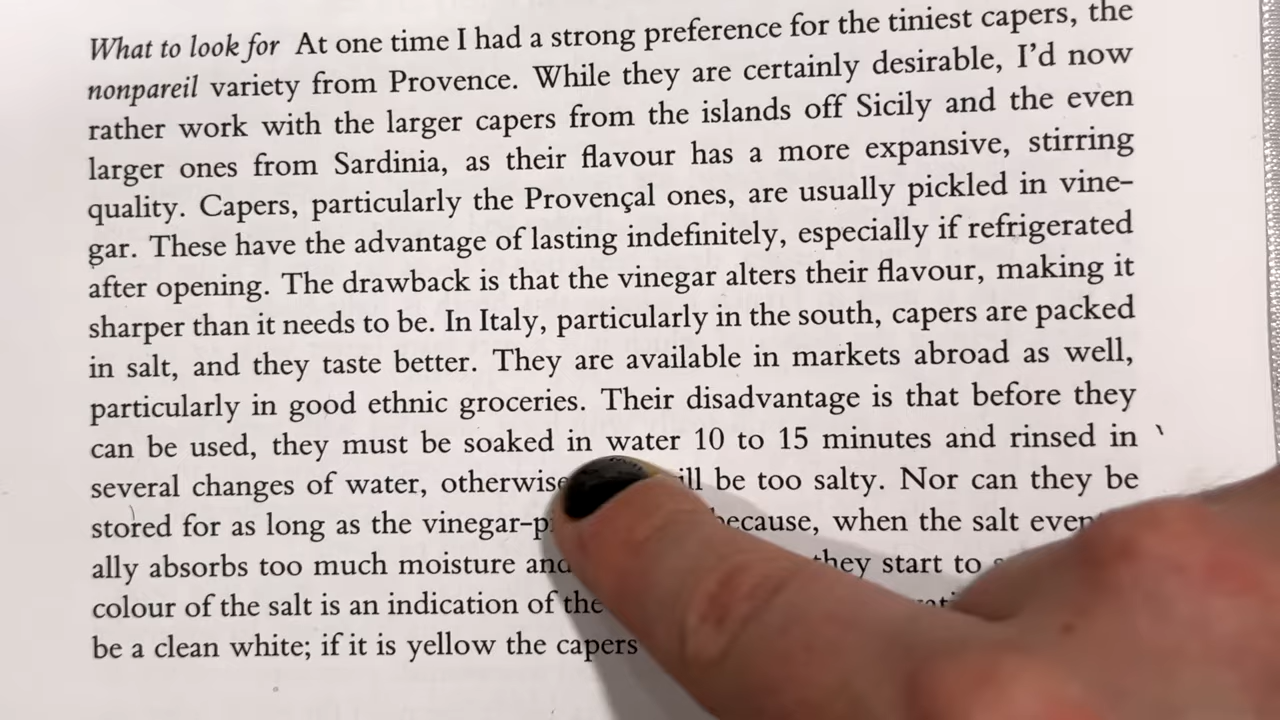 What to look for At one time I had a strong preference for the tiniest capers, the
nonpareil variety from Provence. While they are certainly desirable, I'd now
rather work with the larger capers from the islands off Sicily and the even
larger ones from Sardinia, as their flavour has a more expansive, stirring
quality. Capers, particularly the Provençal ones, are usually pickled in vine-
gar. These have the advantage of lasting indefinitely, especially if refrigerated
after opening. The drawback is that the vinegar alters their flavour, making it
sharper than it needs to be. In Italy, particularly in the south, capers are packed
in salt, and they taste better. They are available in markets abroad as well,
particularly in good ethnic groceries. Their disadvantage is that before they
can be used, they must be soaked in water 10 to 15 minutes and rinsed in
several changes of water, otherwise be too salty. Nor can they be
stored for as long as the because, when the salt
ally absorbs too much moisture and they start to
colour of the salt is an indication of the
be a clean white; if it is yellow the capers